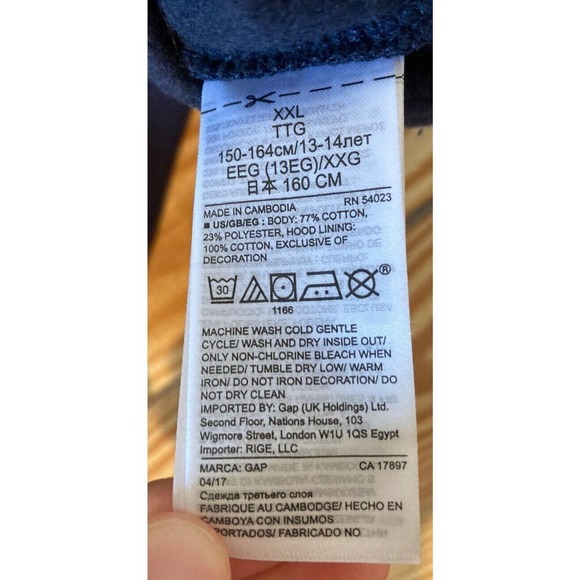 XXL
TTG
150-164см/13-14лет
EEG (13EG)/XXG
日本 160 CM
MADE IN CAMBODIA RN 54023
■ US/GB/EG : BODY: 77% COTTON,
23% POLYESTER, HOOD LINING:
100% COTTON, EXCLUSIVE OF
DECORATION
30
®
1166
MACHINE WASH COLD GENTLE
CYCLE/ WASH AND DRY INSIDE OUT/
ONLY NON-CHLORINE BLEACH WHEN
NEEDED/ TUMBLE DRY LOW/ WARM
IRON/ DO NOT IRON DECORATION/ DO
NOT DRY CLEAN
IMPORTED BY: Gap (UK Holdings) Ltd.
Second Floor, Nations House, 103
Wigmore Street, London W1U 1QS Egypt
Importer: RIGE, LLC
MARCA: GAP CA 17897
04/17
Одежда третьего слоя
FABRIQUE AU CAMBODGE/ HECHO EN
CAMBOYA CON INSUMOS
PORTADOS/ FABRICADO NO